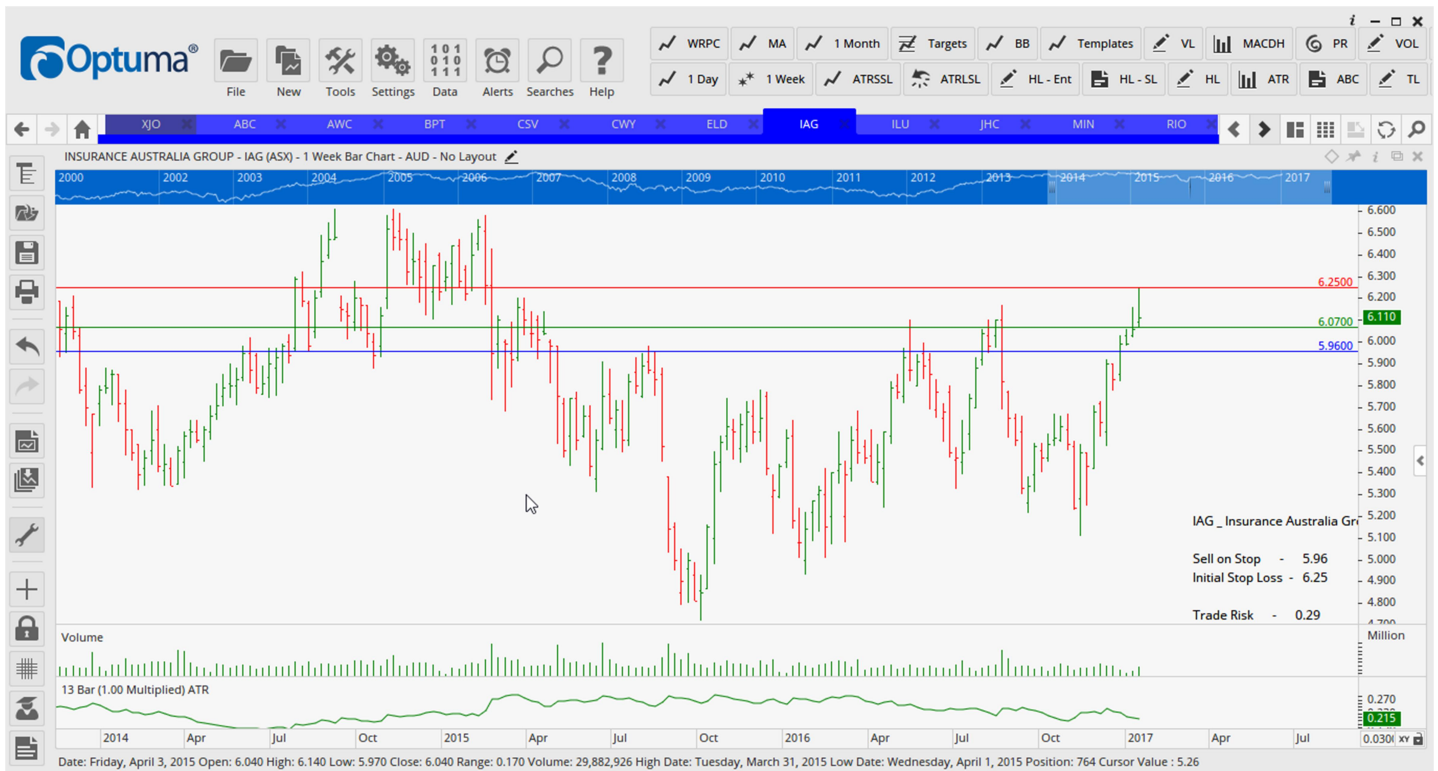 Optuma®
File
New
Tools
Settings
Data
Alerts
Searches
Help
WRPC
MA
1 Month
Targets
BB
Templates
VL
MACDH
PR
VOL
1 Day
1 Week
ATRSSL
ATRLSL
HL - Ent
HL - SL
HL
ATR
ABC
TL
XJO
ABC
AWC
BPT
CSV
CWY
ELD
IAG
ILU
JHC
MIN
RIO
INSURANCE AUSTRALIA GROUP - IAG (ASX) - 1 Week Bar Chart - AUD - No Layout
2000 2002 2003 2004 2005 2006 2007 2008 2009 2010 2011 2012 2013 2014 2015 2016 2017
6.600
6.500
6.400
6.300
6.2500
6.200
6.0700
6.110
6.000
5.9600
5.900
5.800
5.700
5.600
5.500
5.400
5.300
5.200
IAG _ Insurance Australia Gr
5.100
Sell on Stop - 5.96
5.000
Initial Stop Loss - 6.25
4.900
4.800
Trade Risk - 0.29
4.700
Volume
Million
13 Bar (1.00 Multiplied) ATR
0.270
0.215
2014 Apr Jul Oct 2015 Apr Jul Oct 2016 Apr Jul Oct 2017 Apr Jul
0.030 XY
Date: Friday, April 3, 2015 Open: 6.040 High: 6.140 Low: 5.970 Close: 6.040 Range: 0.170 Volume: 29,882,926 High Date: Tuesday, March 31, 2015 Low Date: Wednesday, April 1, 2015 Position: 764 Cursor Value : 5.26